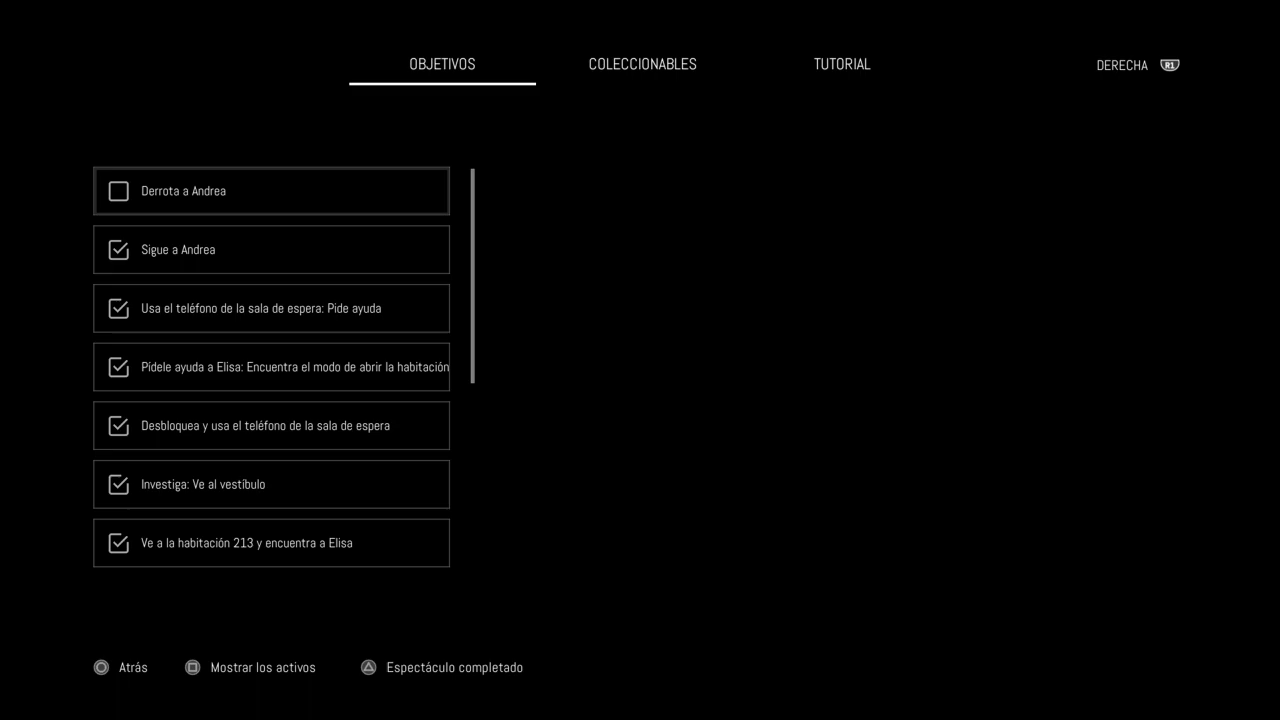 OBJETIVOS COLECCIONABLES TUTORIAL DERECHA R1
Derrota a Andrea
Sigue a Andrea
Usa el teléfono de la sala de espera: Pide ayuda
Pídele ayuda a Elisa: Encuentra el modo de abrir la habitación
Desbloquea y usa el teléfono de la sala de espera
Investiga: Ve al vestíbulo
Ve a la habitación 213 y encuentra a Elisa
Atrás Mostrar los activos Espectáculo completado